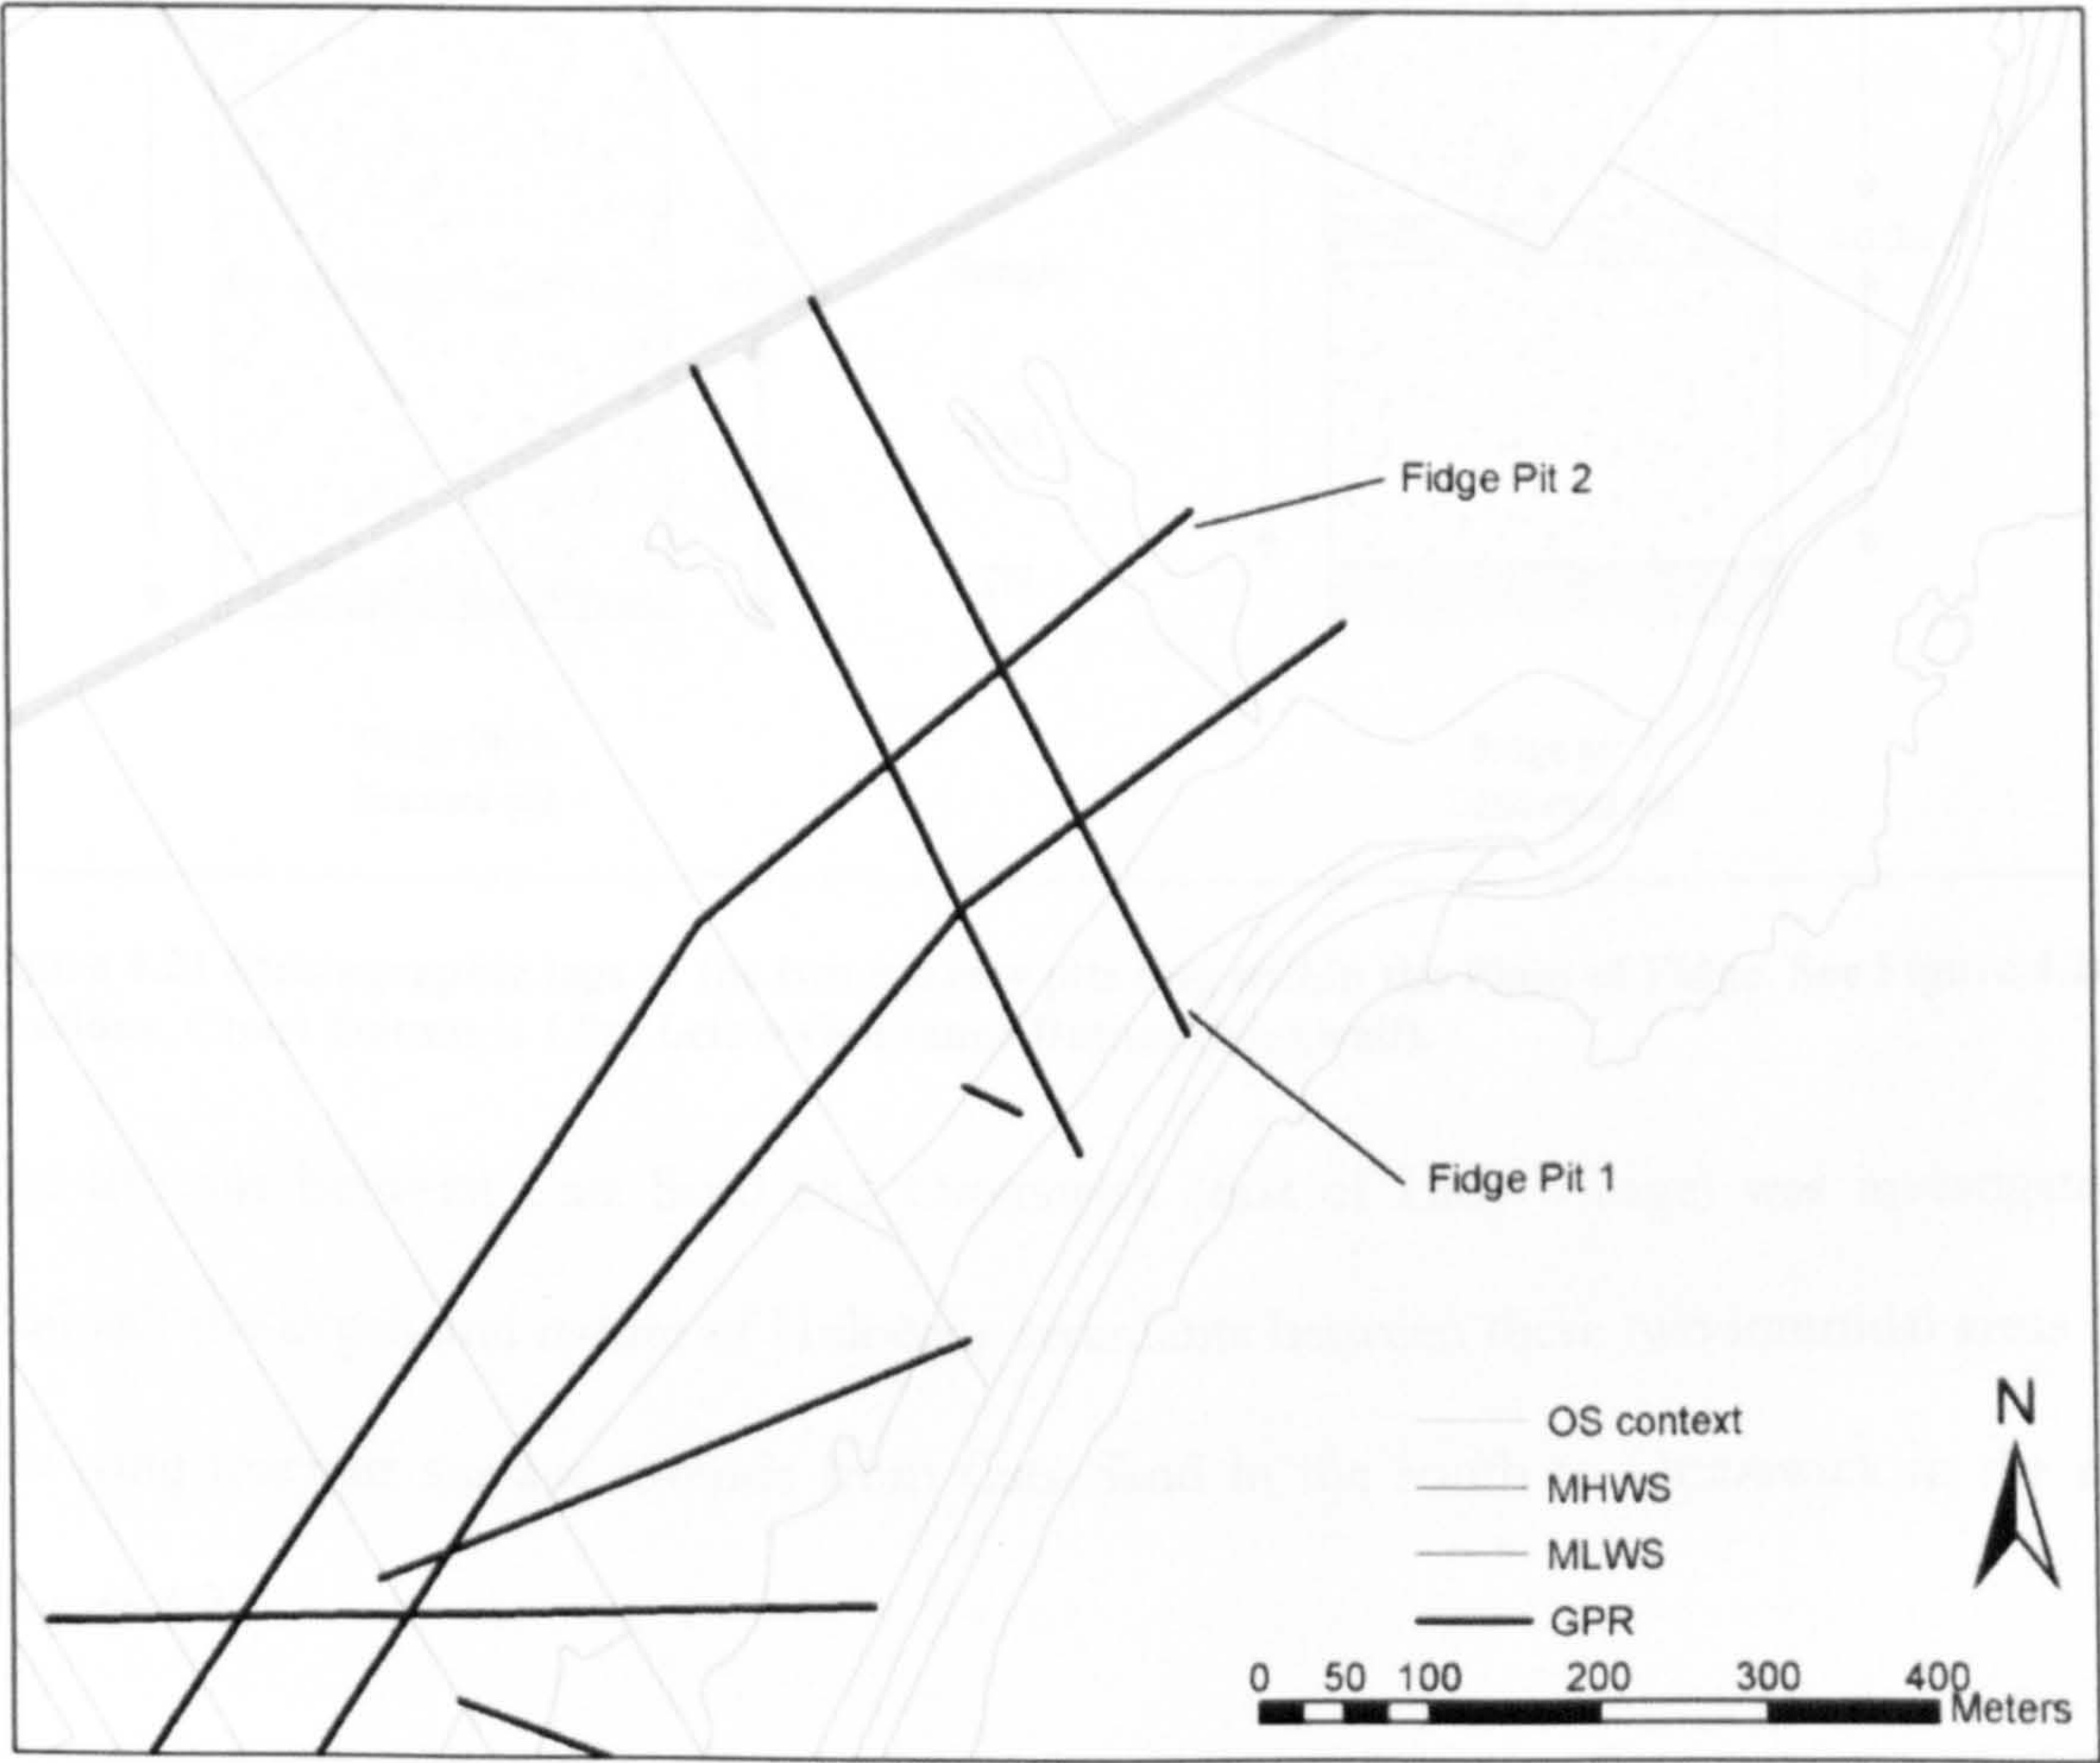 Fidge Pit 2
Fidge Pit 1
N
OS context
MHWS
MLWS
GPR
0 50 100 200 300 400
Meters